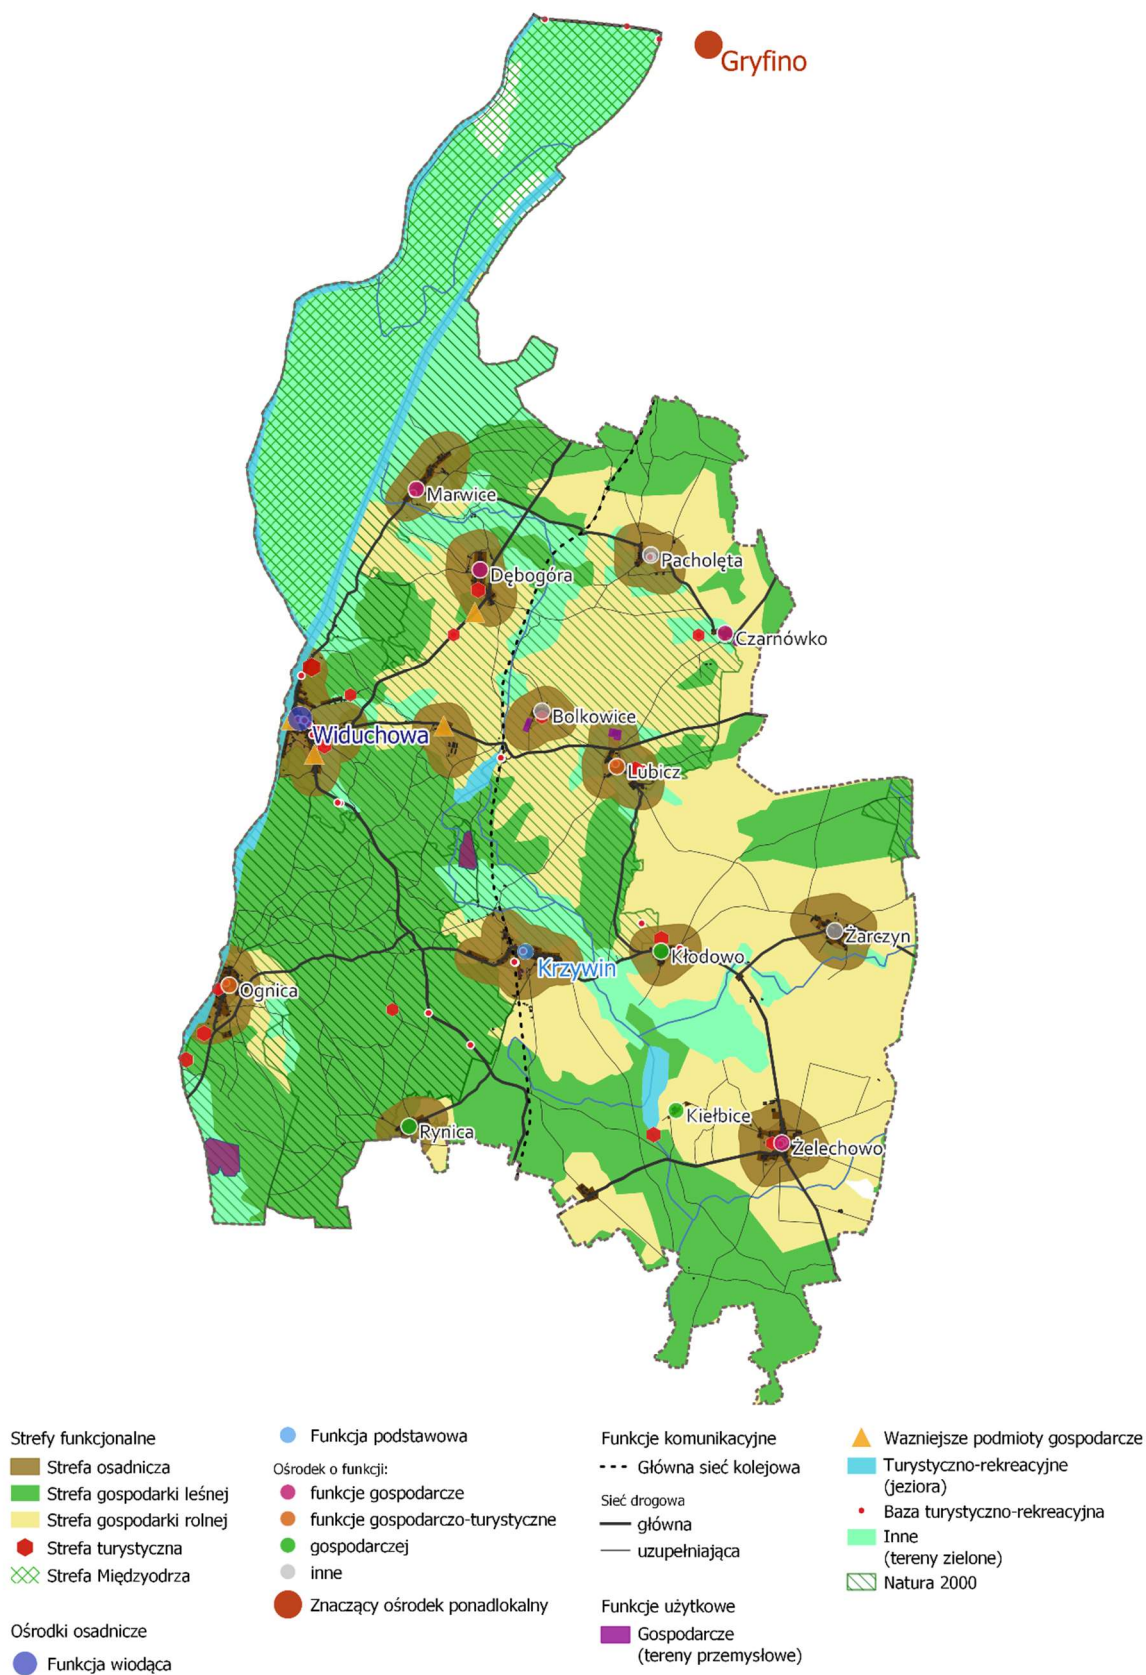 Gryfino
Marwice
Pacholęta
Dębogóra
Czarnówko
Bolkowice
Widuchowa
Lubicz
Żarczyn
Kłodowo
Krzywin
Ognica
Kiełbice
Rynica
Żelechowo
Strefy funkcjonalne
Strefa osadnicza
Strefa gospodarki leśnej
Strefa gospodarki rolnej
Strefa turystyczna
Strefa Międzyodrza
Ośrodki osadnicze
Funkcja wiodąca
Funkcja podstawowa
Ośrodek o funkcji:
funkcje gospodarcze
funkcje gospodarczo-turystyczne
gospodarczej
inne
Znaczący ośrodek ponadlokalny
Funkcje komunikacyjne
Główna sieć kolejowa
Sieć drogowa
główna
uzupełniająca
Funkcje użytkowe
Gospodarcze
(tereny przemysłowe)
Wazniejsze podmioty gospodarcze
Turystyczno-rekreacyjne
(jeziora)
Baza turystyczno-rekreacyjna
Inne
(tereny zielone)
Natura 2000